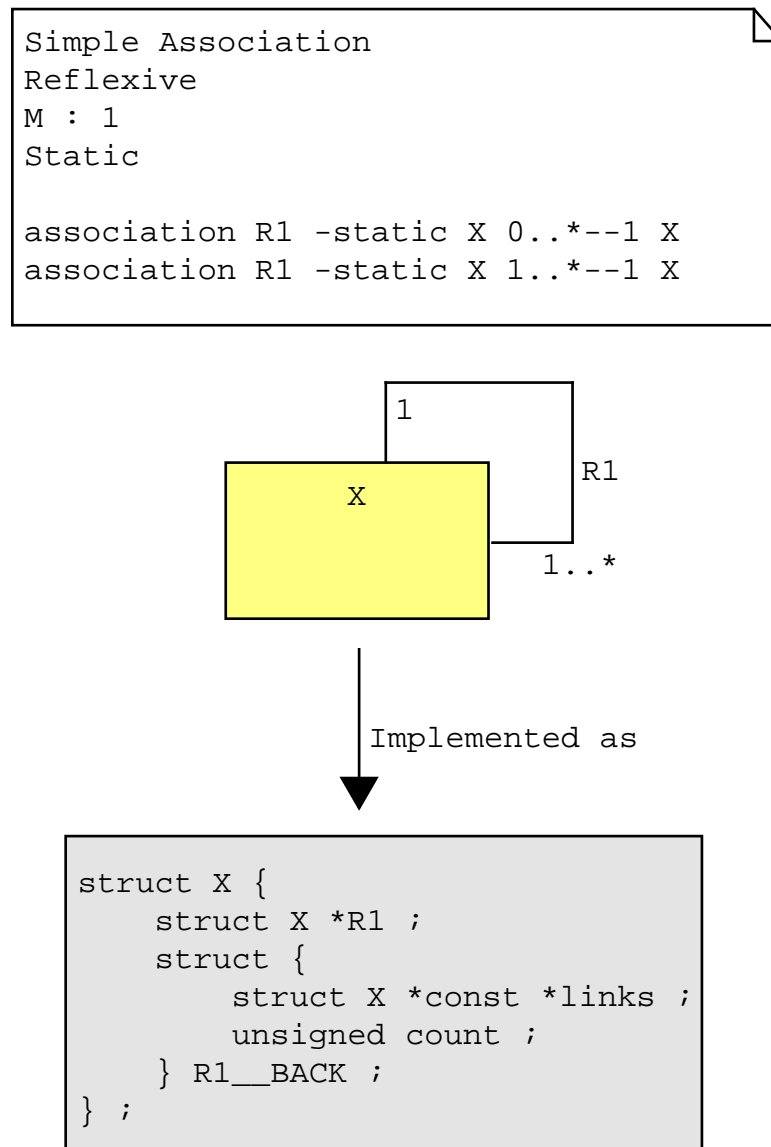 Simple Association
Reflexive
M : 1
Static
association R1 -static X 0..*--1 X
association R1 -static X 1..*--1 X
1
R1
X
1..*
Implemented as
struct X {
    struct X *R1 ;
    struct {
        struct X *const *links ;
        unsigned count ;
    } R1__BACK ;
} ;